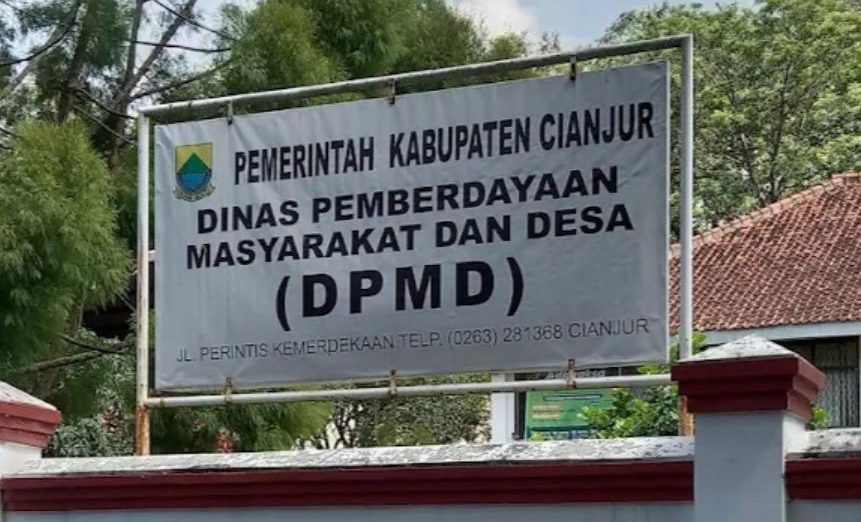 PEMERINTAH KABUPATEN CIANJUR
DINAS PEMBERDAYAAN
MASYARAKAT DAN DESA
(DPMD)
JL. PERINTIS KEMERDEKAAN TELP. (0263) 281368 CIANJUR